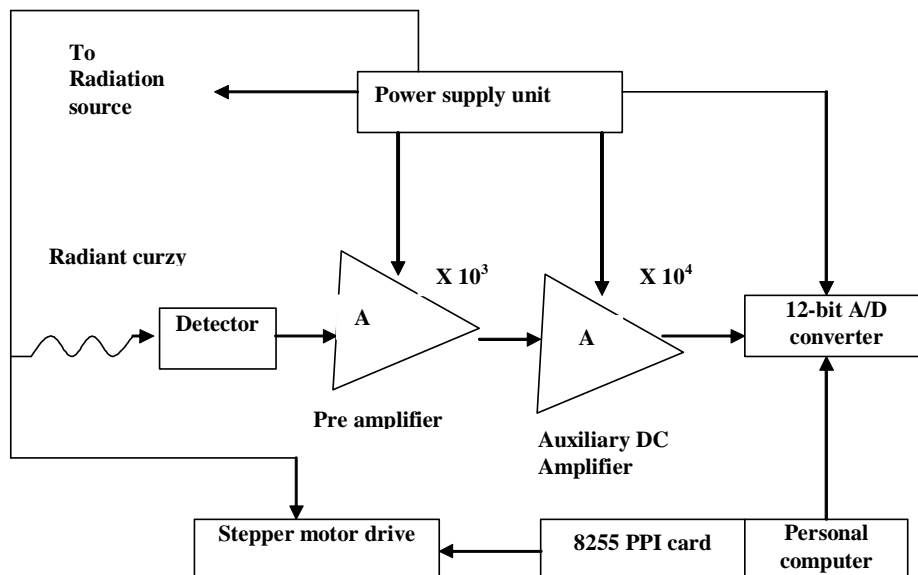 To
Radiation
source
Power supply unit
Radiant curzy
X 10³
X 10⁴
Detector
A
A
12-bit A/D
converter
Pre amplifier
Auxiliary DC
Amplifier
Stepper motor drive
8255 PPI card
Personal
computer